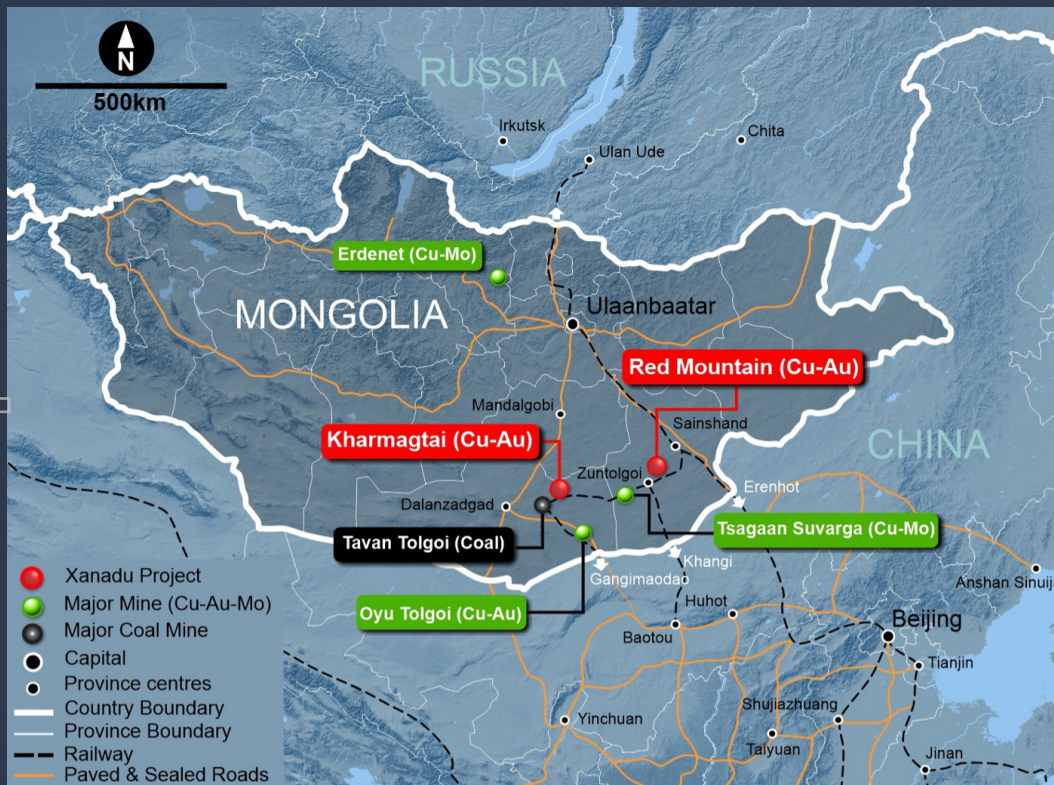 N
500km
RUSSIA
Irkutsk
Chita
Ulan Ude
Erdenet (Cu-Mo)
MONGOLIA
Ulaanbaatar
Red Mountain (Cu-Au)
Mandalgobi
Sainshand
Kharmagtai (Cu-Au)
CHINA
Zuntolgoi
Erenhot
Dalanzadgad
Tsagaan Suvarga (Cu-Mo)
Tavan Tolgoi (Coal)
Khangi
Gangimaodao
Anshan Sinuiju
Oyu Tolgoi (Cu-Au)
Huhot
Baotou
Beijing
Tianjin
Shujiazhuang
Yinchuan
Taiyuan
Jinan
Xanadu Project
Major Mine (Cu-Au-Mo)
Major Coal Mine
Capital
Province centres
Country Boundary
Province Boundary
Railway
Paved & Sealed Roads